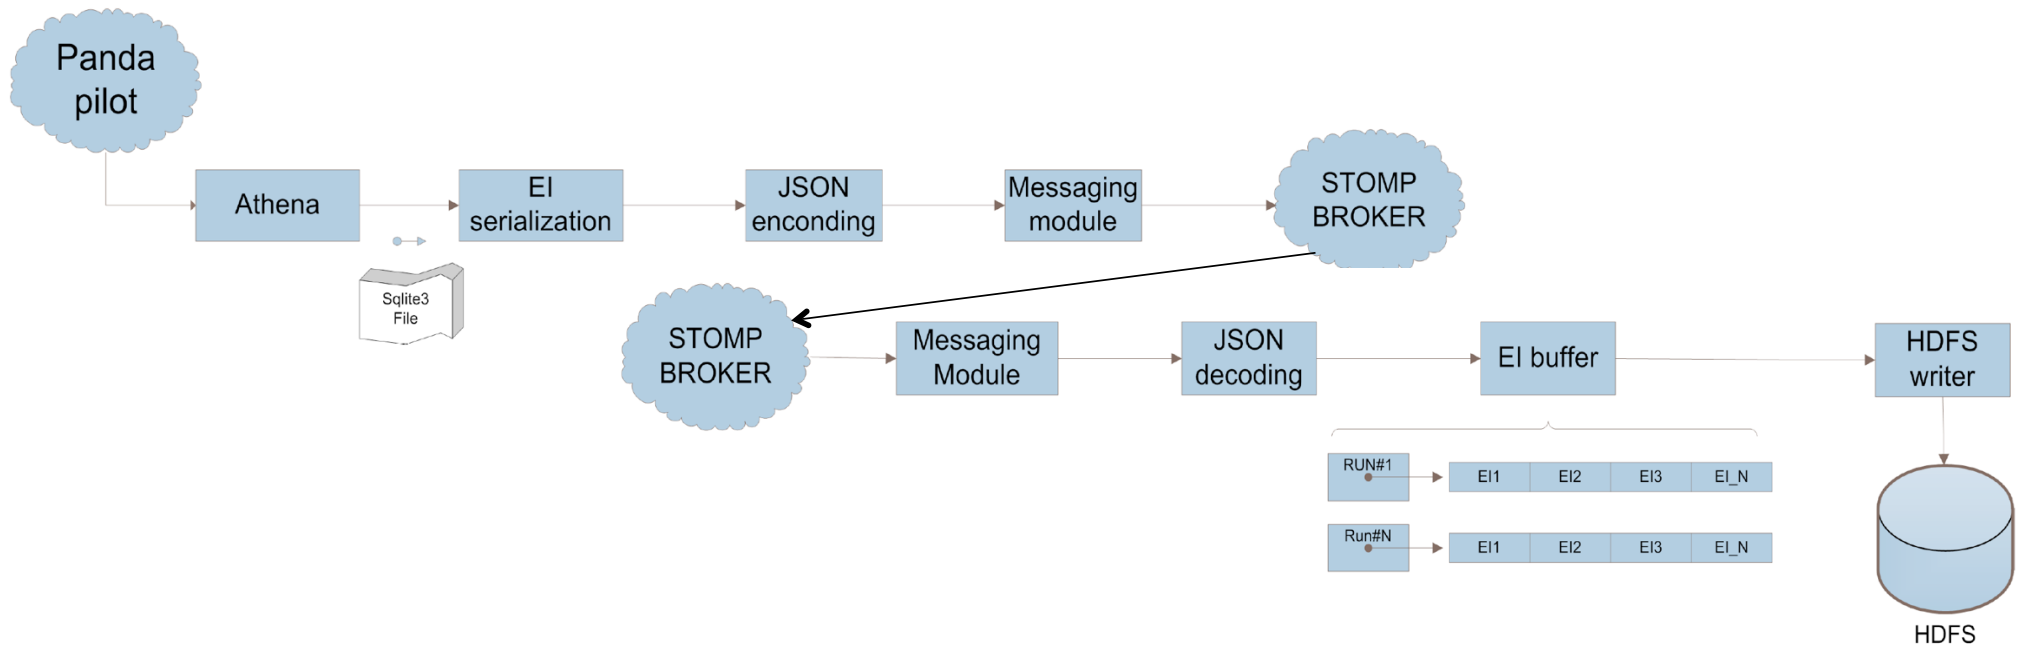 Panda
pilot
Athena
EI
serialization
JSON
enconding
Messaging
module
STOMP
BROKER
Sqlite3
File
STOMP
BROKER
Messaging
Module
JSON
decoding
EI buffer
HDFS
writer
RUN#1
EI1 EI2 EI3 EI_N
Run#N
EI1 EI2 EI3 EI_N
HDFS